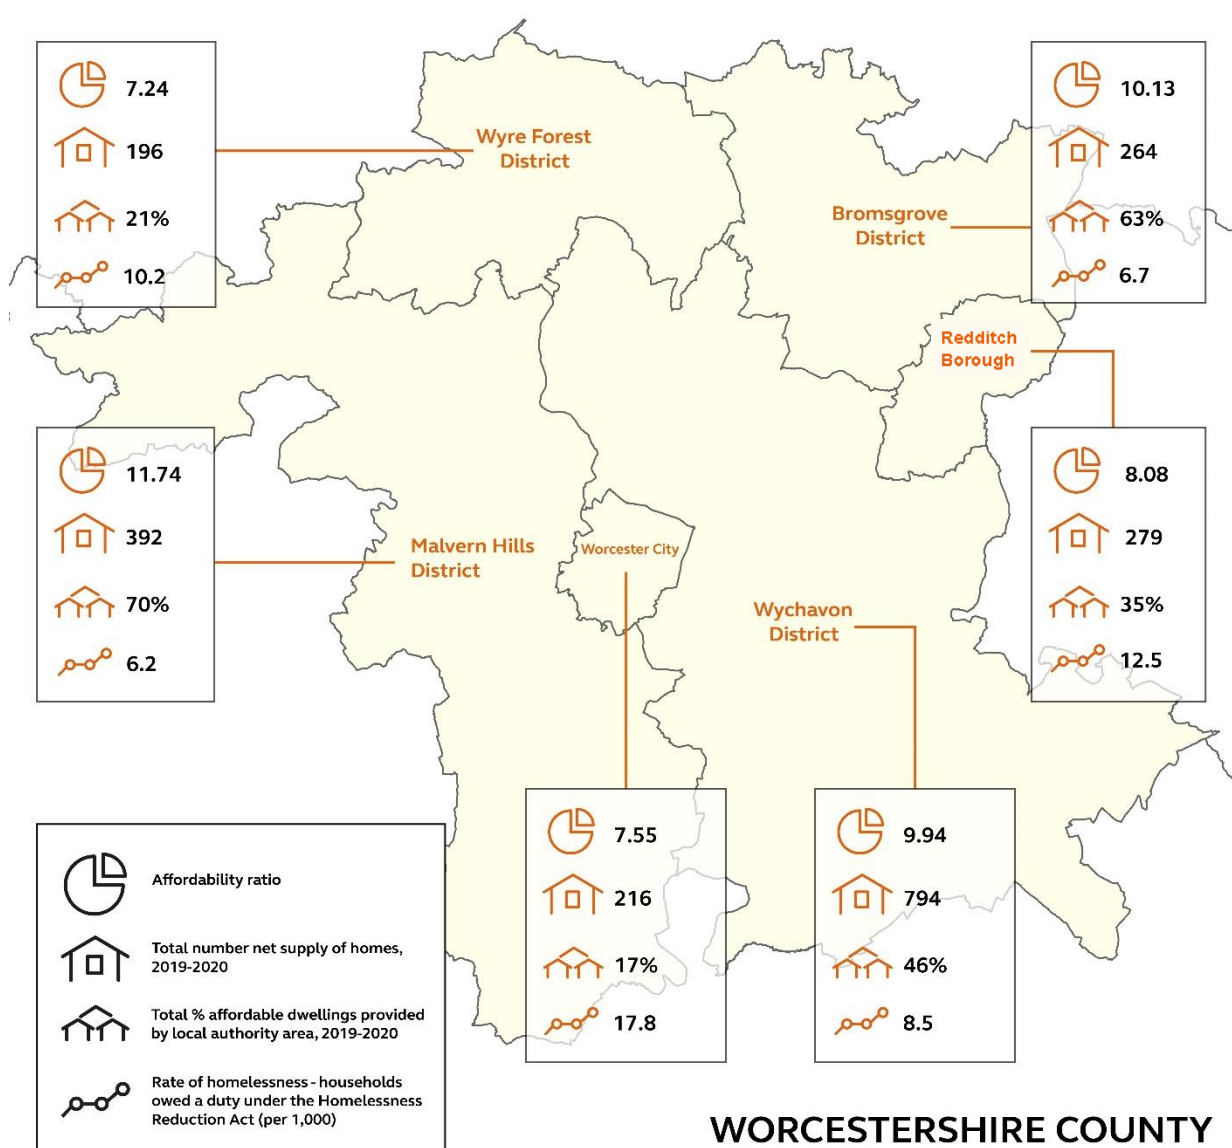 7.24
196
21%
10.2
Wyre Forest
District
10.13
264
63%
6.7
Bromsgrove
District
Redditch
Borough
11.74
392
70%
6.2
Malvern Hills
District
Worcester City
Wychavon
District
8.08
279
35%
12.5
7.55
216
17%
17.8
9.94
794
46%
8.5
Affordability ratio
Total number net supply of homes,
2019-2020
Total % affordable dwellings provided
by local authority area, 2019-2020
Rate of homelessness - households
owed a duty under the Homelessness
Reduction Act (per 1,000)
WORCESTERSHIRE COUNTY